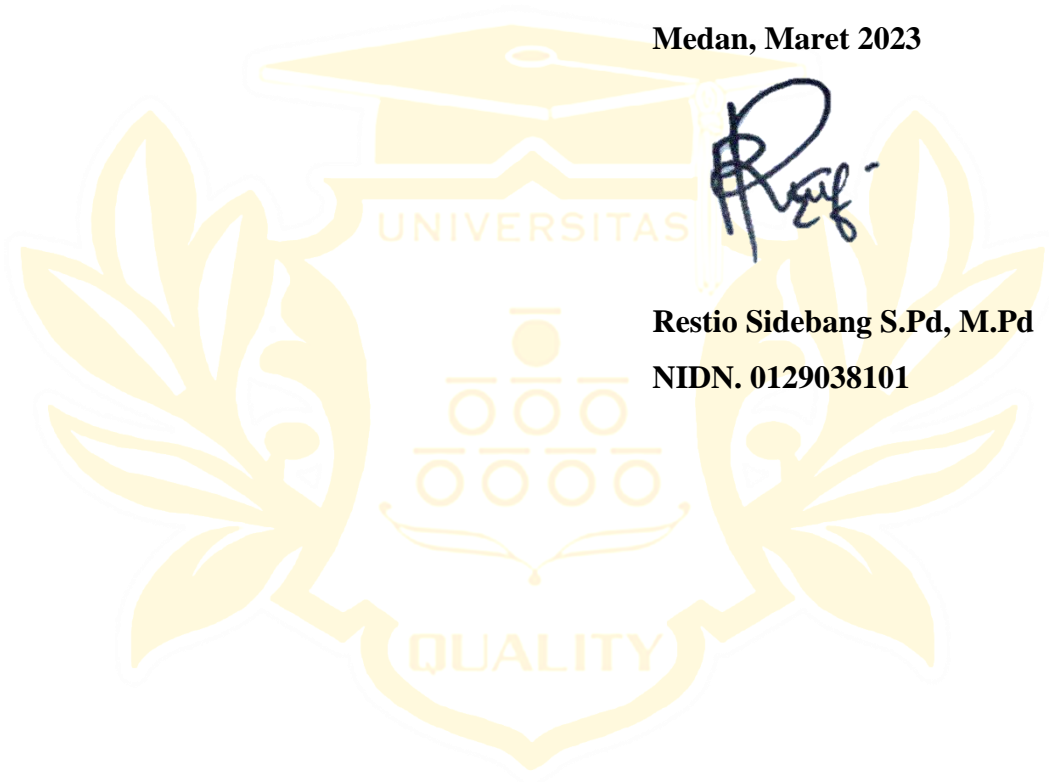 Medan, Maret 2023
UNIVERSITAS
Restio Sidebang S.Pd, M.Pd
NIDN. 0129038101
QUALITY